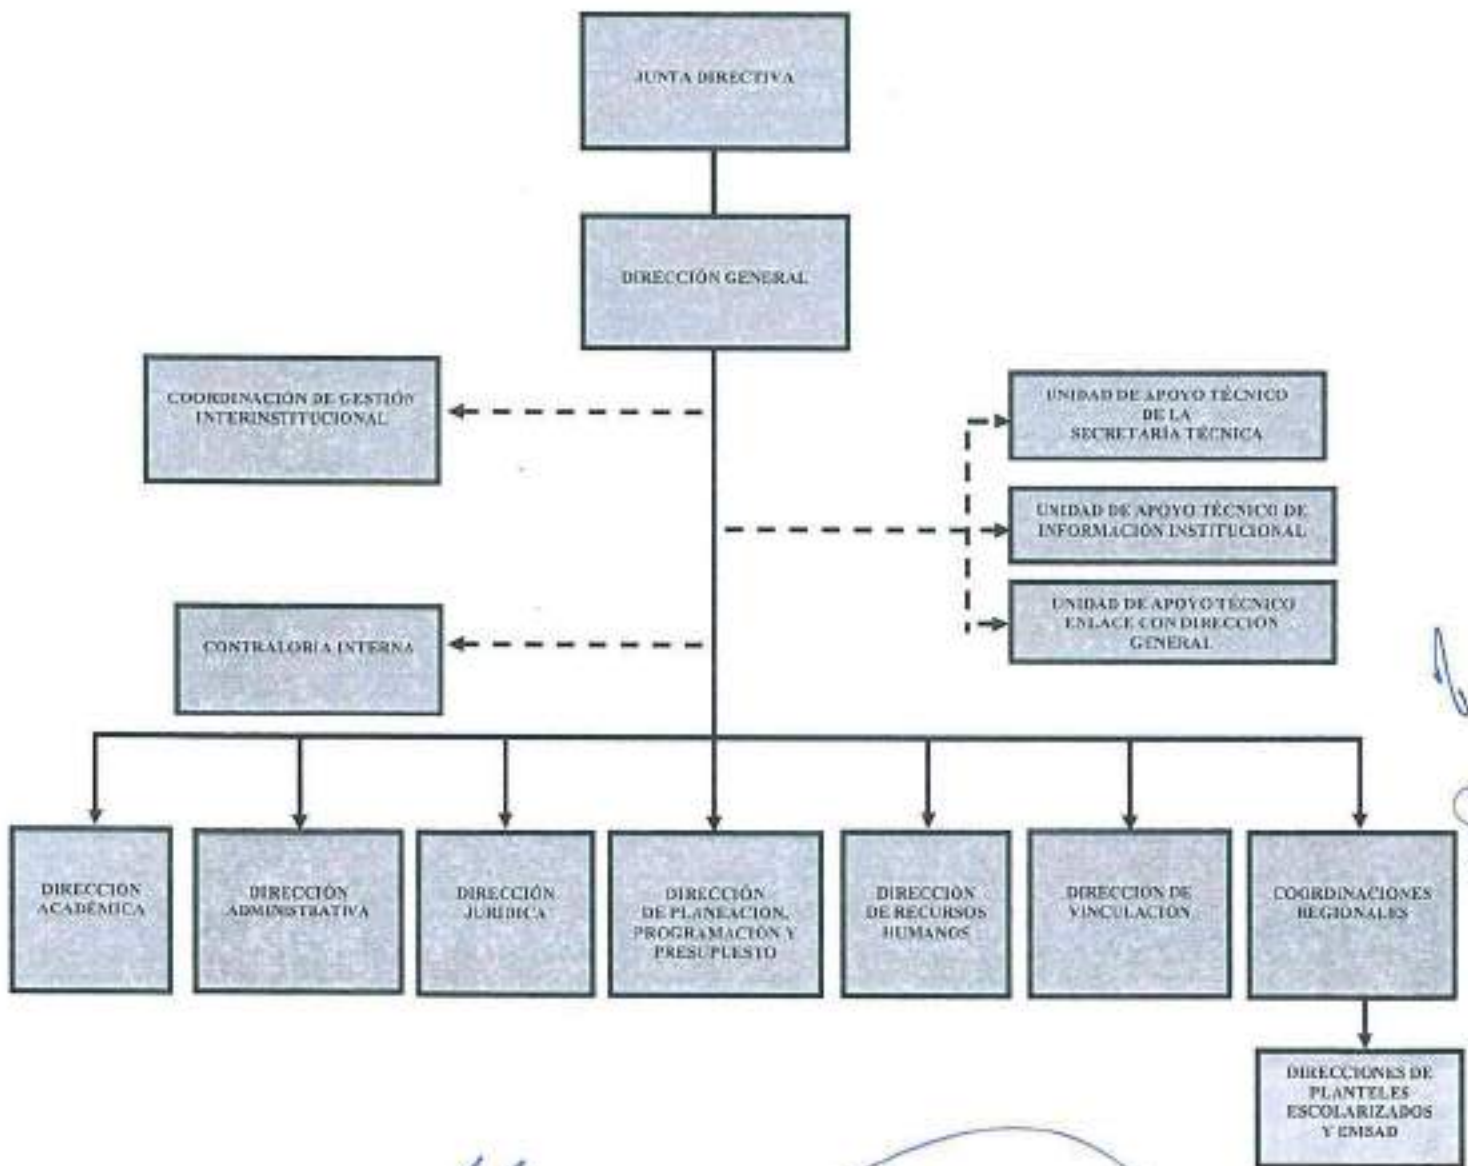 JUNTA DIRECTIVA
DIRECCIÓN GENERAL
COORDINACIÓN DE GESTIÓN
INTERINSTITUCIONAL
UNIDAD DE APOYO TÉCNICO
DE LA
SECRETARÍA TÉCNICA
UNIDAD DE APOYO TÉCNICO DE
INFORMACIÓN INSTITUCIONAL
UNIDAD DE APOYO TÉCNICO
ENLACE CON DIRECCIÓN
GENERAL
CONTRALORÍA INTERNA
DIRECCIÓN
ACADÉMICA
DIRECCIÓN
ADMINISTRATIVA
DIRECCIÓN
JURÍDICA
DIRECCIÓN
DE PLANEACIÓN,
PROGRAMACIÓN Y
PRESUPUESTO
DIRECCIÓN
DE RECURSOS
HUMANOS
DIRECCIÓN DE
VINCULACIÓN
COORDINACIONES
REGIONALES
DIRECCIONES DE
PLANTELES
ESCOLARIZADOS
Y EMSAD